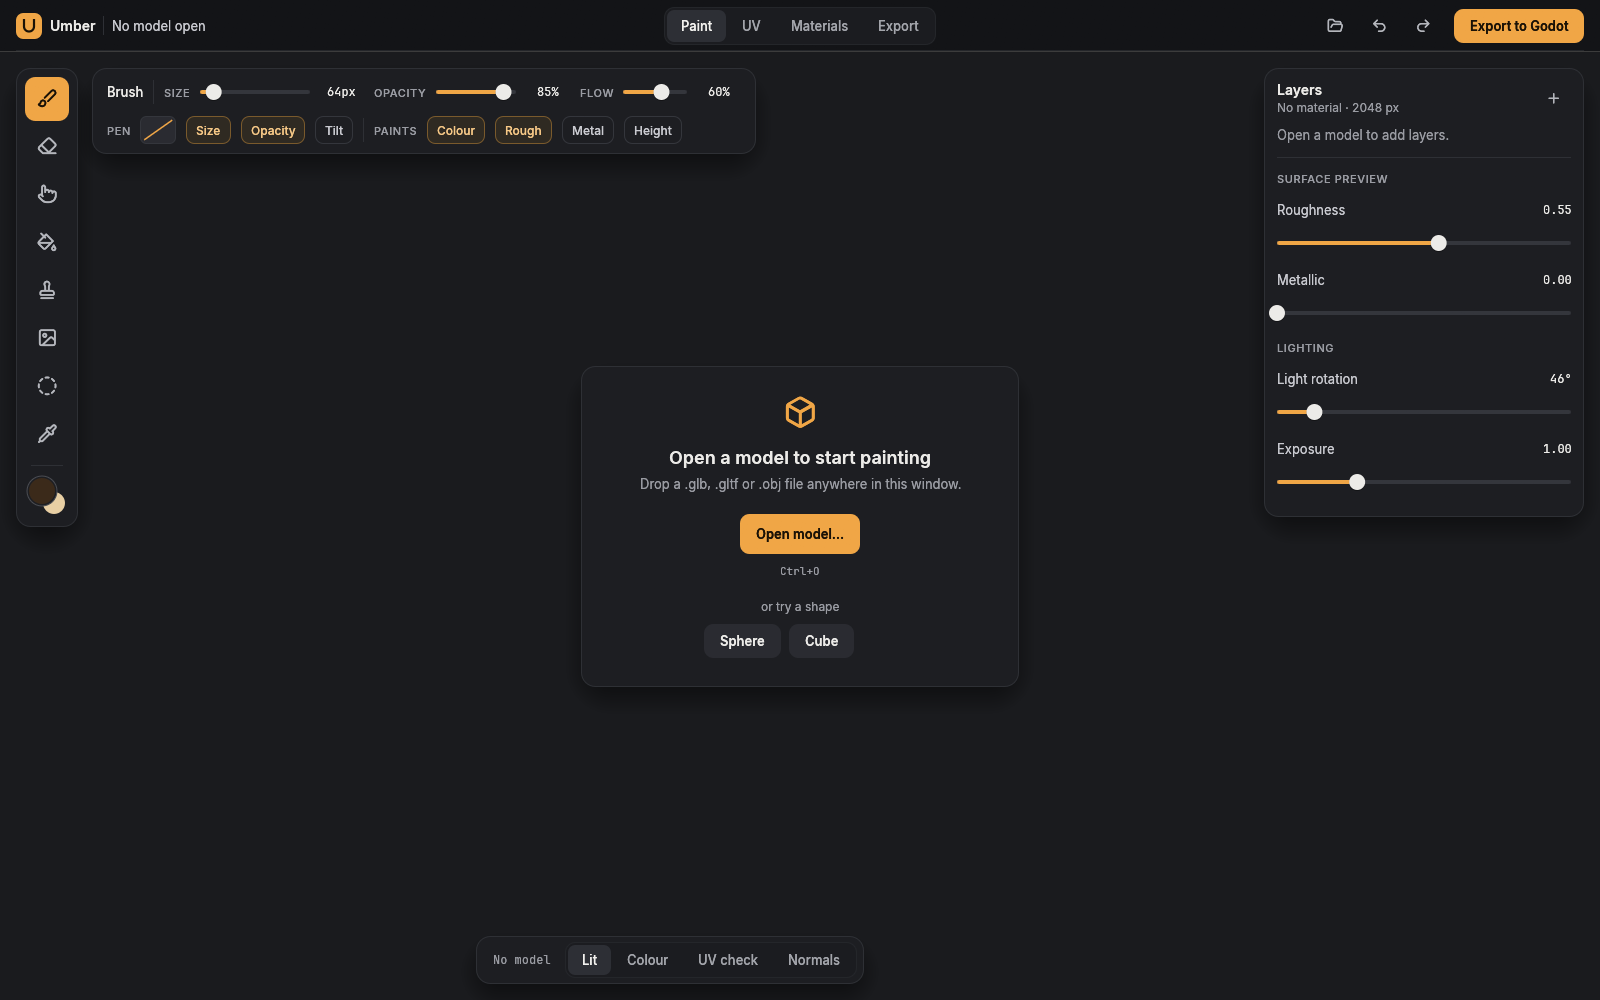 Umber No model open
Paint UV Materials Export
Export to Godot
Brush SIZE 64px OPACITY 85% FLOW 60%
PEN Size Opacity Tilt PAINTS Colour Rough Metal Height
Layers
No material · 2048 px
Open a model to add layers.
SURFACE PREVIEW
Roughness 0.55
Metallic 0.00
LIGHTING
Light rotation 46°
Exposure 1.00
Open a model to start painting
Drop a .glb, .gltf or .obj file anywhere in this window.
Open model...
Ctrl+O
or try a shape
Sphere Cube
No model Lit Colour UV check Normals